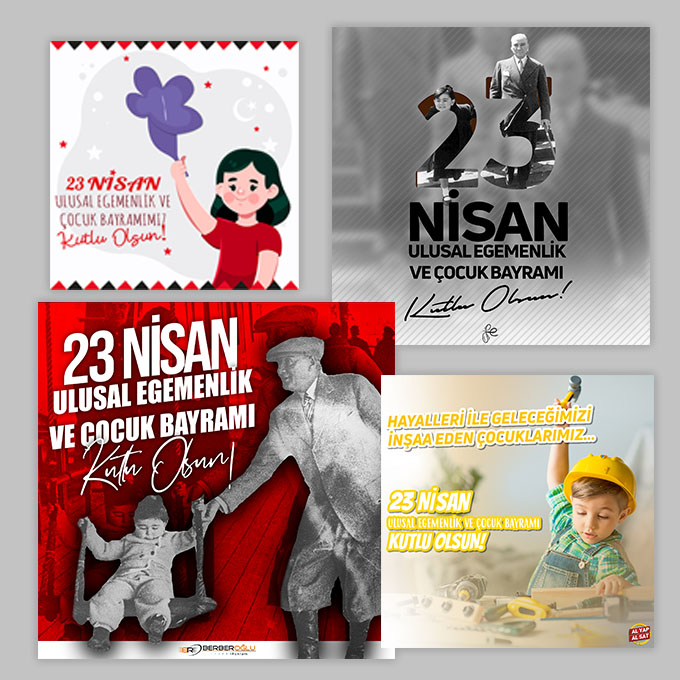 23 NİSAN
ULUSAL EGEMENLİK VE
ÇOCUK BAYRAMIMIZ
Kutlu Olsun!
23
NİSAN
ULUSAL EGEMENLİK
VE ÇOCUK BAYRAMI
Kutlu Olsun!
23 NİSAN
ULUSAL EGEMENLİK
VE ÇOCUK BAYRAMI
Kutlu Olsun!
BERBEROĞLU
HAYALLERİ İLE GELECEĞİMİZİ
İNŞAA EDEN ÇOCUKLARIMIZ...
23 NİSAN
ULUSAL EGEMENLİK VE ÇOCUK BAYRAMI
KUTLU OLSUN!
AL YAP
AL SAT